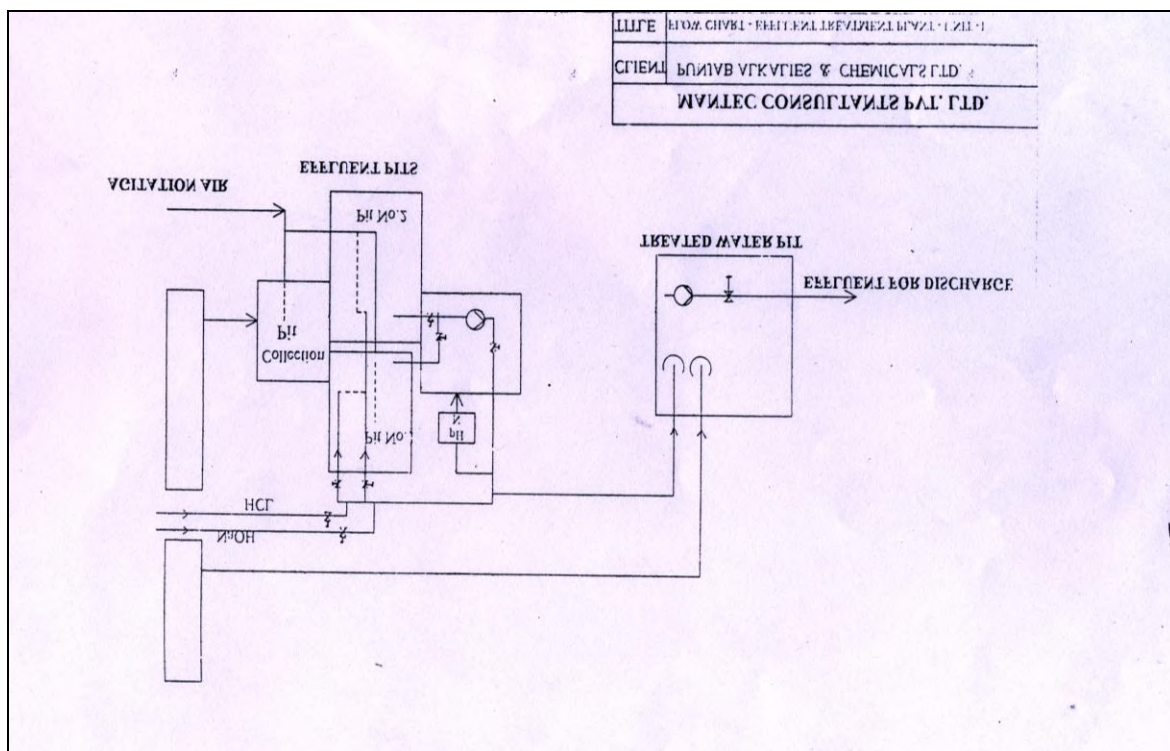 NaOH
HCL
Pit No.
pH
Collection
Pit
EFFLUENT FOR DISCHARGE
TREATED WATER PIT
Pit No.2
AGITATION AIR
EFFLUENT PITS
MANTEC CONSULTANTS PVT. LTD.
CLIENT PUNJAB ALKALIES & CHEMICALS LTD
TITLE FLOW CHART - EFFLUENT TREATMENT PLANT - UNIT -I